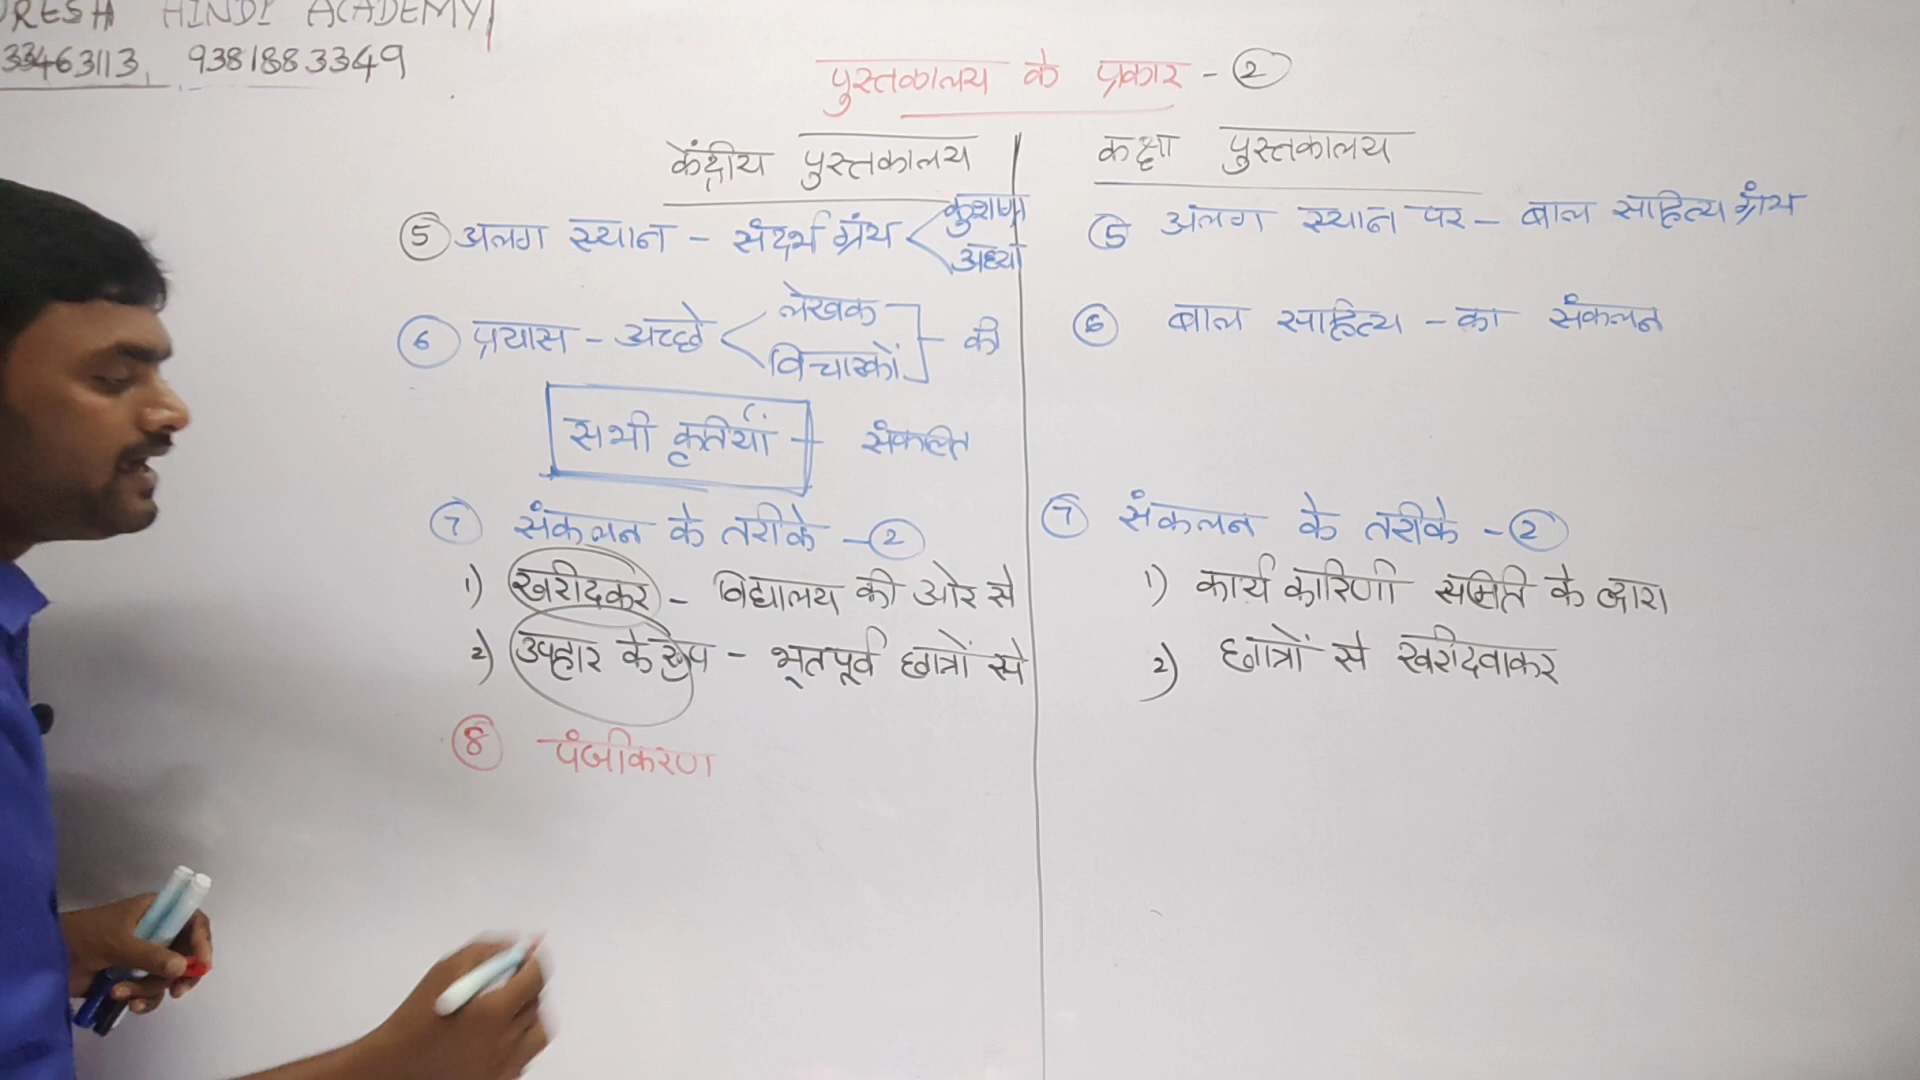 RESH HINDI ACADEMY
33463113, 9381883349
पुस्तकालय के प्रकार - 2
केंद्रीय पुस्तकालय
कक्षा पुस्तकालय
5 अलग स्थान - संदर्भ ग्रंथ
5 अलग स्थान पर - बाल साहित्य ग्रंथ
6 प्रयास - अच्छे लेखक विचारकों की
सभी कृतियाँ - संकलित
6 बाल साहित्य - का संकलन
7 संकलन के तरीके - 2
1) खरीदकर - विद्यालय की ओर से
2) उपहार के रूप - भूतपूर्व छात्रों से
8 पंजीकरण
7 संकलन के तरीके - 2
1) कार्य कारिणी समिति के द्वारा
2) छात्रों से खरीदवाकर